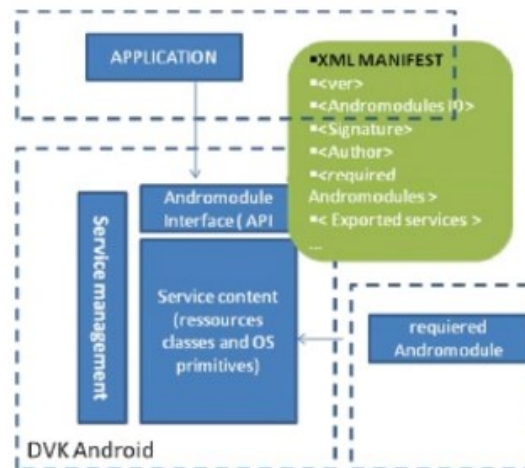 APPLICATION
▪XML MANIFEST
▪<ver>
▪<Andromodules ID>
▪<Signature>
▪<Author>
▪<required
Andromodules >
▪< Exported services >
...
Service management
Andromodule
Interface ( API
Service content
(ressources
classes and OS
primitives)
requiered
Andromodule
DVK Android